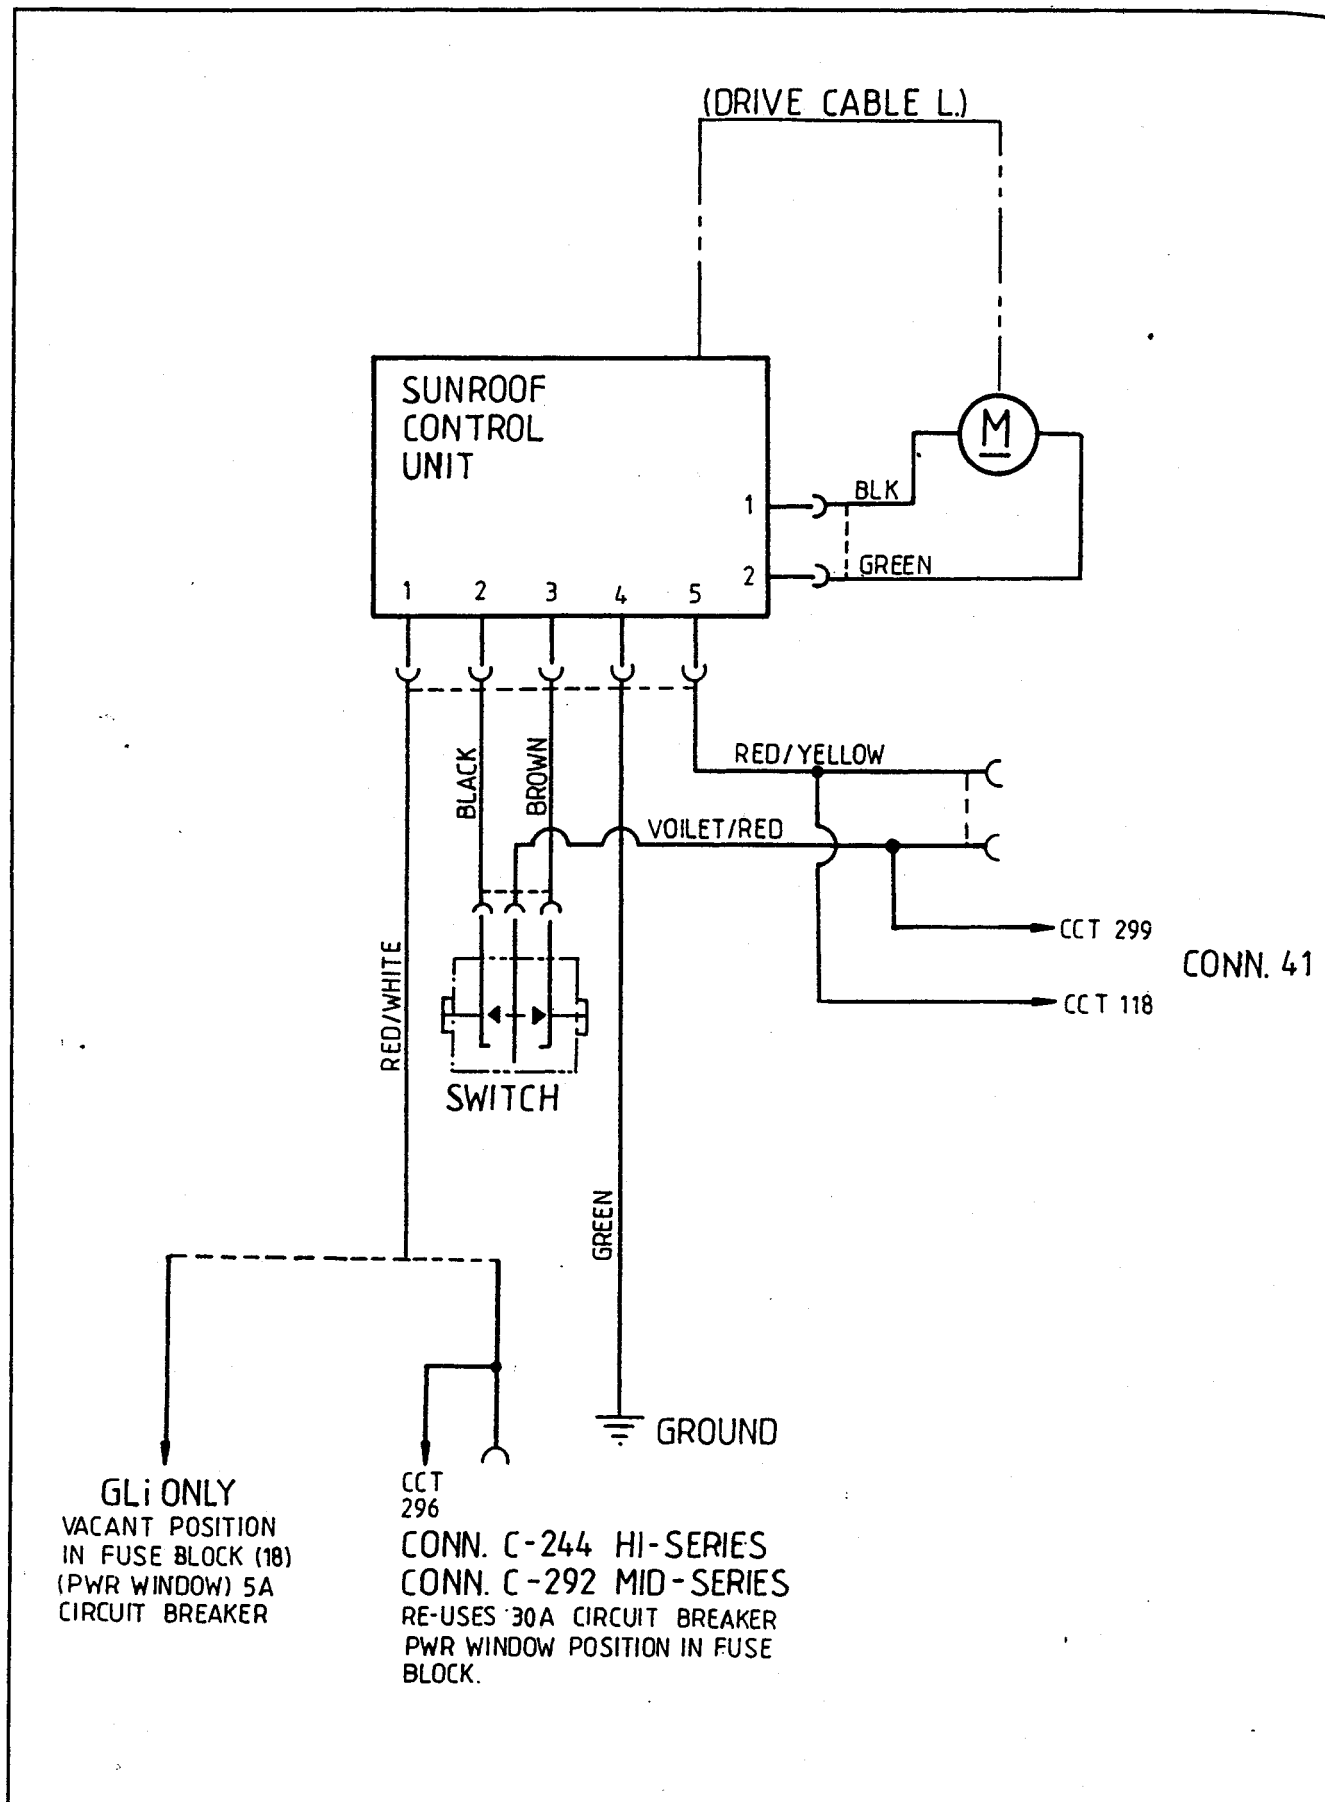 (DRIVE CABLE L.)
SUNROOF
CONTROL
UNIT
M
1
BLK
2
GREEN
1 2 3 4 5
BLACK
BROWN
RED/YELLOW
VOILET/RED
CCT 299
CONN. 41
CCT 118
RED/WHITE
SWITCH
GREEN
GROUND
GLi ONLY
VACANT POSITION
IN FUSE BLOCK (18)
(PWR WINDOW) 5A
CIRCUIT BREAKER
CCT
296
CONN. C-244 HI-SERIES
CONN. C-292 MID-SERIES
RE-USES 30A CIRCUIT BREAKER
PWR WINDOW POSITION IN FUSE
BLOCK.